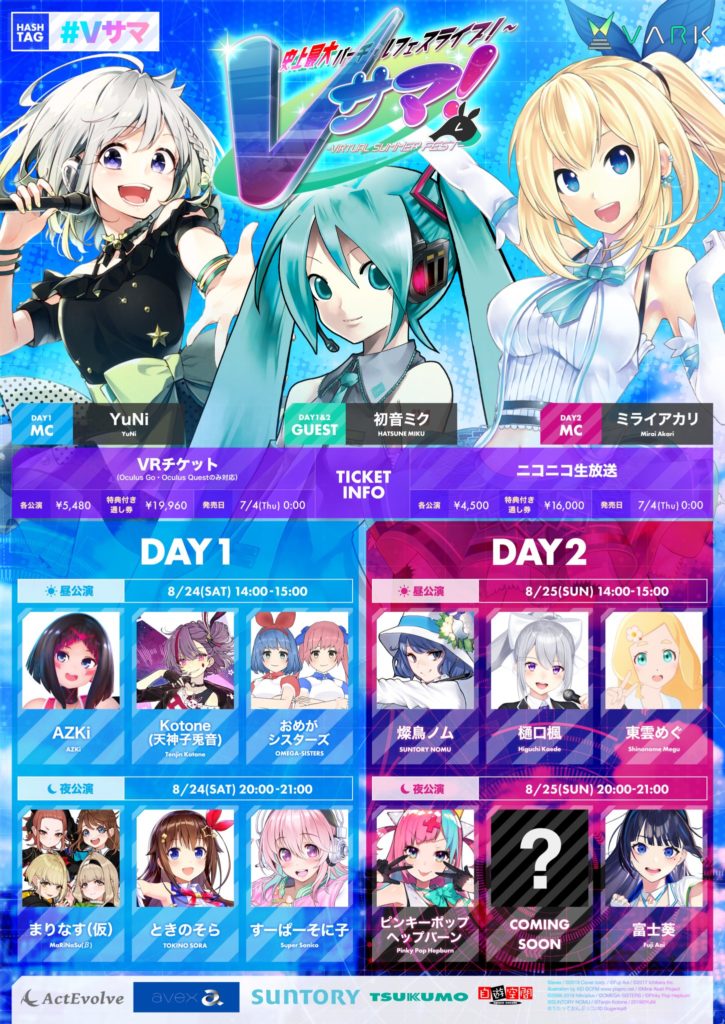 HASH TAG
#Vサマ
VARK
史上最大バーチャルフェスライブ！～
Vサマ！
-VIRTUAL SUMMER FEST-
DAY1 MC
YuNi
YuNi
DAY1&2 GUEST
初音ミク
HATSUNE MIKU
DAY2 MC
ミライアカリ
Mirai Akari
VRチケット
(Oculus Go・Oculus Questのみ対応)
各公演 ¥5,480 特典付き通し券 ¥19,960 発売日 7/4(Thu) 0:00
TICKET INFO
ニコニコ生放送
各公演 ¥4,500 特典付き通し券 ¥16,000 発売日 7/4(Thu) 0:00
DAY1
昼公演 8/24(SAT) 14:00-15:00
AZKi
AZKi
Kotone
(天神子兎音)
Tenjin Kotone
おめがシスターズ
OMEGA-SISTERS
夜公演 8/24(SAT) 20:00-21:00
まりなす(仮)
MaRiNaSu(β)
ときのそら
TOKINO SORA
すーぱーそに子
Super Sonico
DAY2
昼公演 8/25(SUN) 14:00-15:00
燦鳥ノム
SUNTORY NOMU
樋口楓
Higuchi Kaede
東雲めぐ
Shinonome Megu
夜公演 8/25(SUN) 20:00-21:00
ピンキーポップヘップバーン
Pinky Pop Hepburn
?
COMING SOON
富士葵
Fuji Aoi
ActEvolve
avex
SUNTORY
TSUKUMO
自遊空間